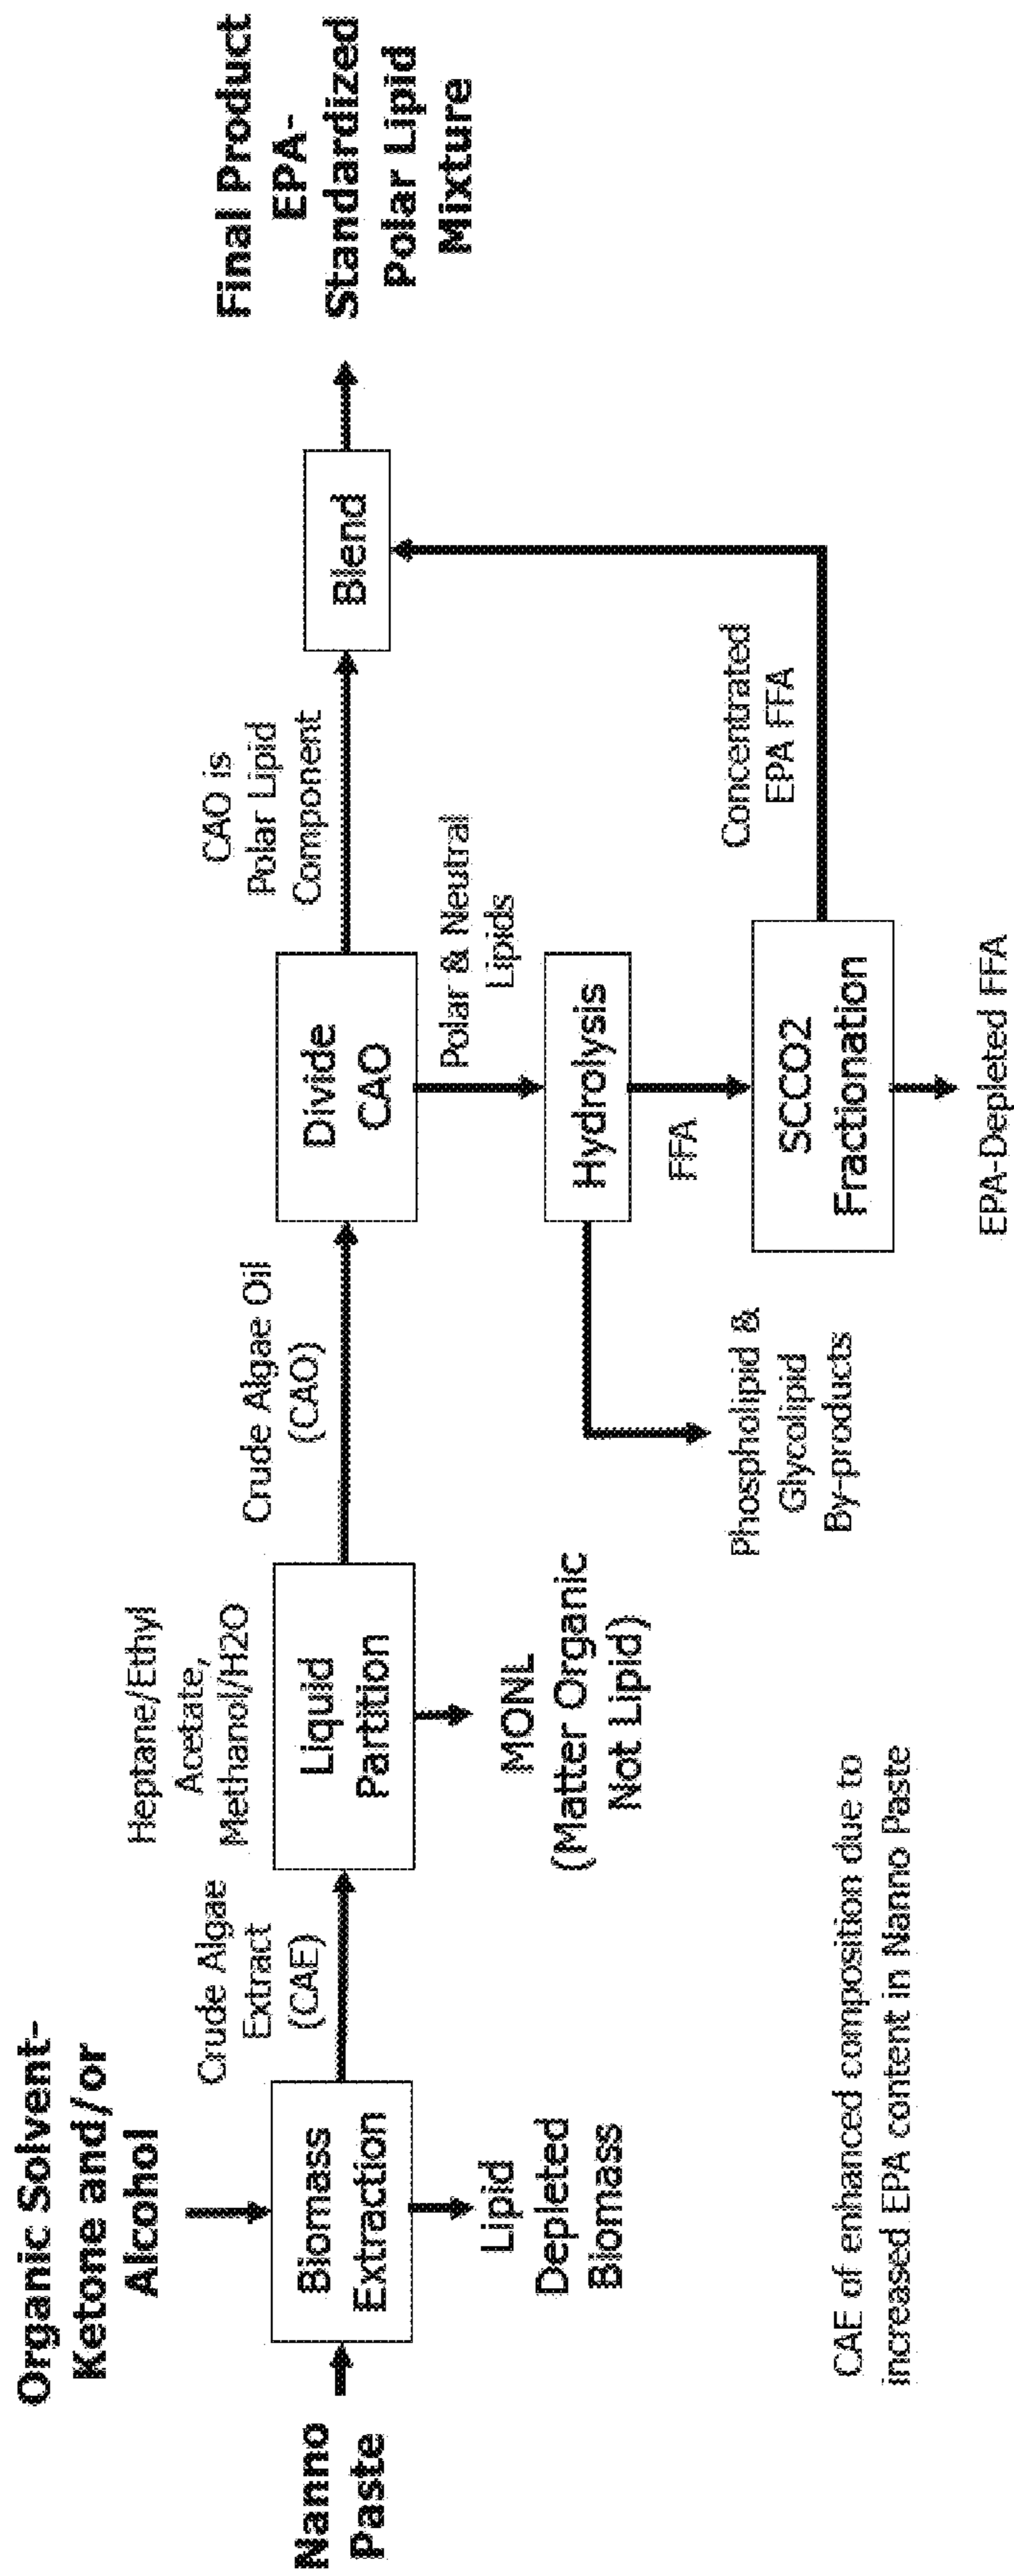 Organic Solvent-
Ketone and/or
Alcohol
Nanno
Paste
Biomass
Extraction
Lipid
Depleted
Biomass
Crude Algae
Extract
(CAE)
Heptane/Ethyl
Acetate,
Methanol/H2O
Liquid
Partition
MONL
(Matter Organic
Not Lipid)
Crude Algae Oil
(CAO)
Divide
CAO
CAO is
Polar Lipid
Component
Polar & Neutral
Lipids
Hydrolysis
Phospholipid &
Glycolipid
By-products
FFA
SCCO2
Fractionation
EPA-Depleted FFA
Concentrated
EPA FFA
Blend
Final Product
EPA-
Standardized
Polar Lipid
Mixture
CAE of enhanced composition due to
increased EPA content in Nanno Paste